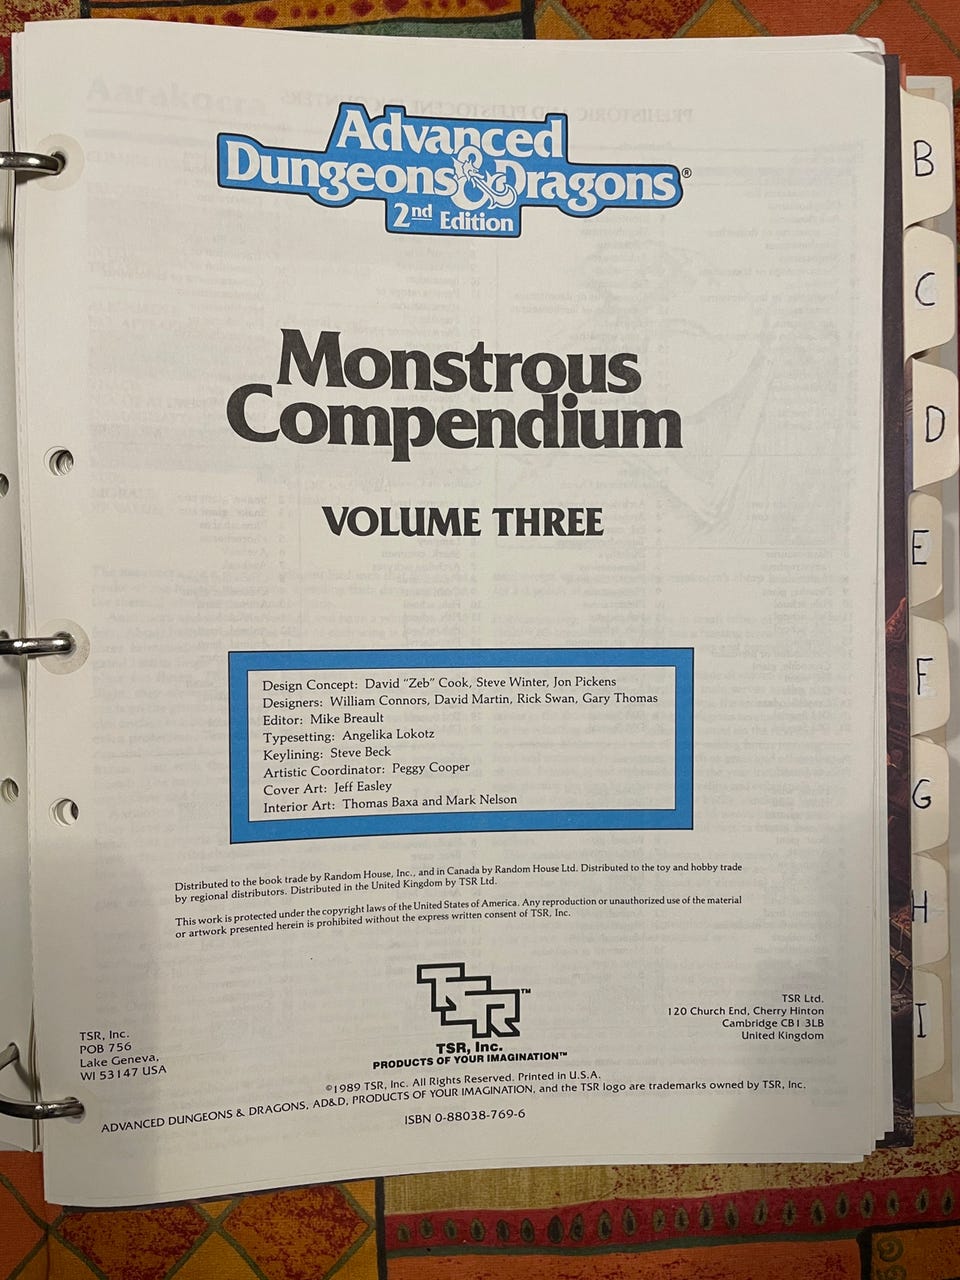 Advanced
Dungeons & Dragons®
2nd Edition
Monstrous
Compendium
VOLUME THREE
Design Concept: David "Zeb" Cook, Steve Winter, Jon Pickens
Designers: William Connors, David Martin, Rick Swan, Gary Thomas
Editor: Mike Breault
Typesetting: Angelika Lokotz
Keylining: Steve Beck
Artistic Coordinator: Peggy Cooper
Cover Art: Jeff Easley
Interior Art: Thomas Baxa and Mark Nelson
Distributed to the book trade by Random House, Inc., and in Canada by Random House Ltd. Distributed to the toy and hobby trade
by regional distributors. Distributed in the United Kingdom by TSR Ltd.
This work is protected under the copyright laws of the United States of America. Any reproduction or unauthorized use of the material
or artwork presented herein is prohibited without the express written consent of TSR, Inc.
TSR, Inc.
POB 756
Lake Geneva,
WI 53147 USA
TSR™
TSR, Inc.
PRODUCTS OF YOUR IMAGINATION™
TSR Ltd.
120 Church End, Cherry Hinton
Cambridge CB1 3LB
United Kingdom
©1989 TSR, Inc. All Rights Reserved. Printed in U.S.A.
ADVANCED DUNGEONS & DRAGONS, AD&D, PRODUCTS OF YOUR IMAGINATION, and the TSR logo are trademarks owned by TSR, Inc.
ISBN 0-88038-769-6
B
C
D
E
F
G
H
I